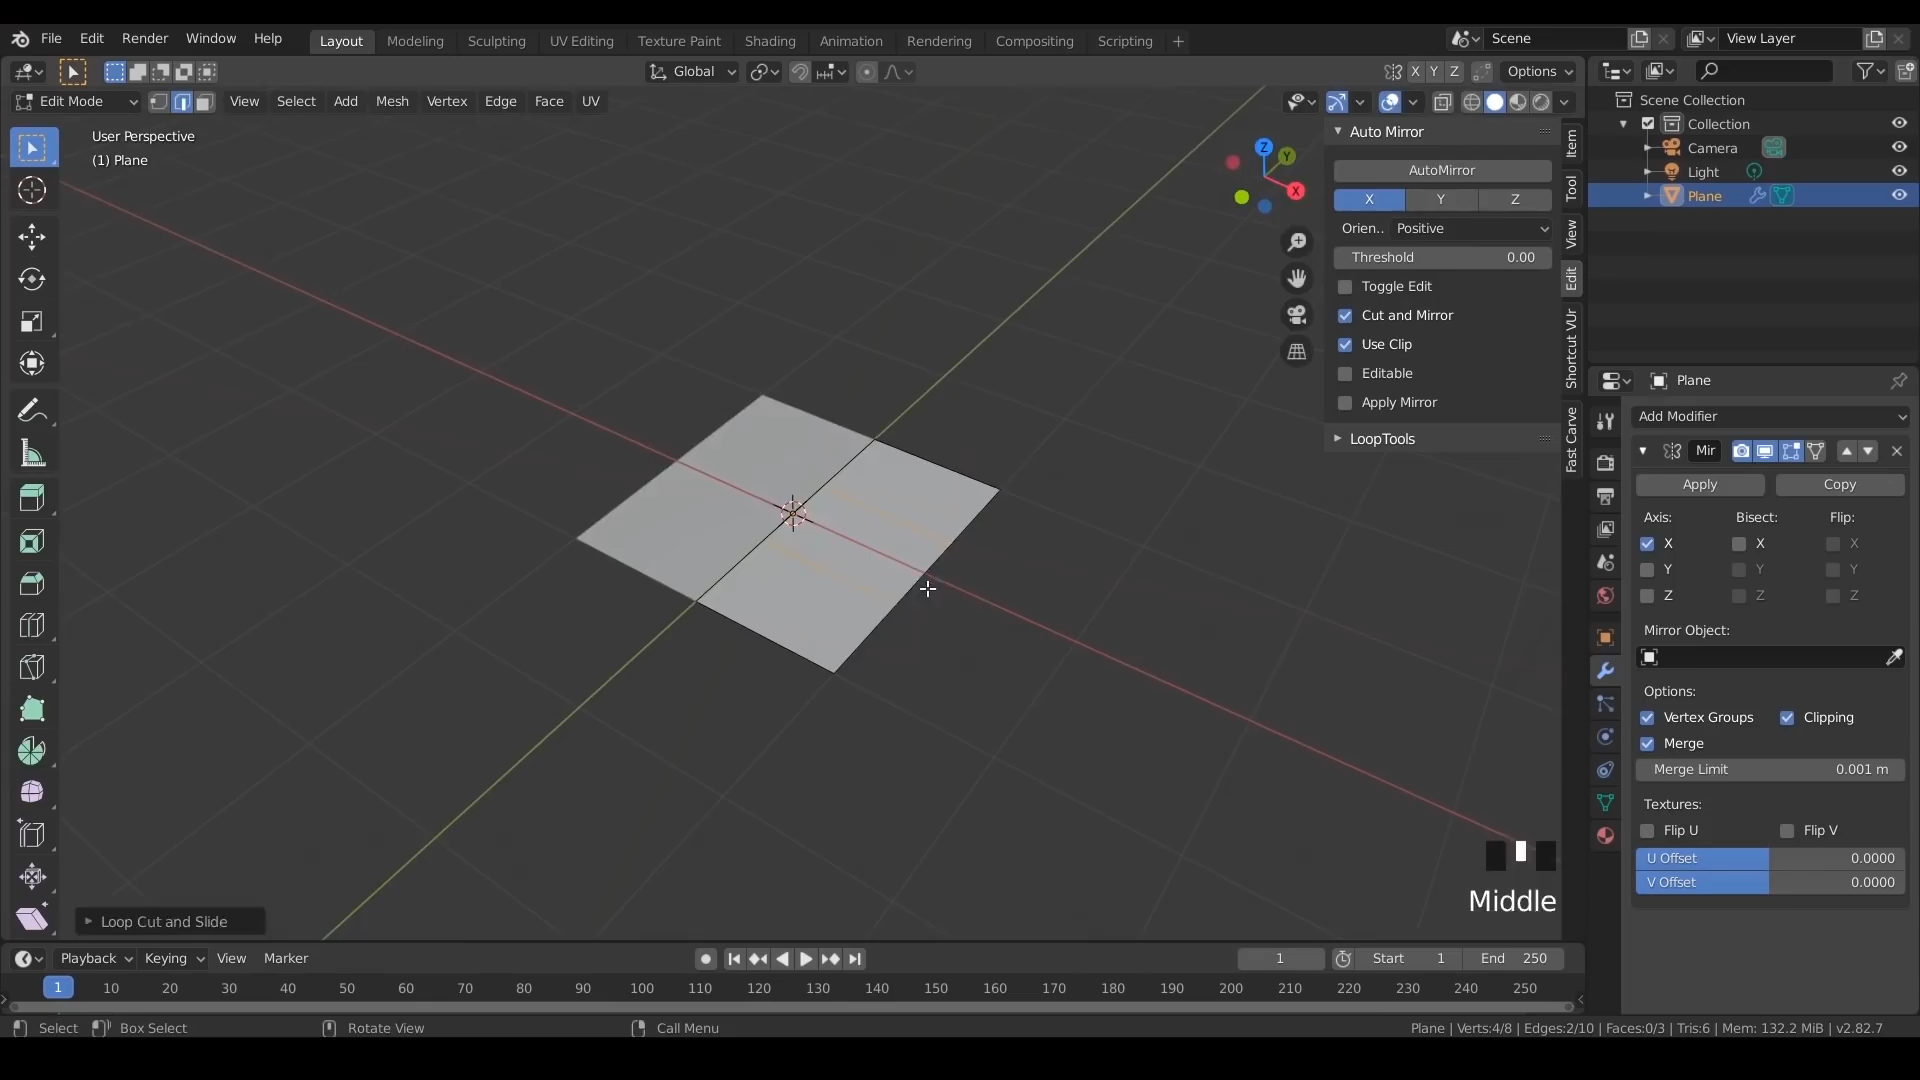 File Edit Render Window Help Layout Modeling Sculpting UV Editing Texture Paint Shading Animation Rendering Compositing Scripting + Scene View Layer
Global X Y Z Options
Edit Mode View Select Add Mesh Vertex Edge Face UV
User Perspective
(1) Plane
Z Y X
Auto Mirror
AutoMirror
X Y Z
Orien.. Positive
Threshold 0.00
Toggle Edit
Cut and Mirror
Use Clip
Editable
Apply Mirror
LoopTools
Item
Tool
View
Edit
Shortcut VUr
Fast Carve
Scene Collection
Collection
Camera
Light
Plane
Plane
Add Modifier
Mir
Apply Copy
Axis: Bisect: Flip:
X X X
Y Y Y
Z Z Z
Mirror Object:
Options:
Vertex Groups Clipping
Merge
Merge Limit 0.001 m
Textures:
Flip U Flip V
U Offset 0.0000
V Offset 0.0000
Middle
Loop Cut and Slide
Playback Keying View Marker 1 Start 1 End 250
1 10 20 30 40 50 60 70 80 90 100 110 120 130 140 150 160 170 180 190 200 210 220 230 240 250
Select Box Select Rotate View Call Menu Plane | Verts:4/8 | Edges:2/10 | Faces:0/3 | Tris:6 | Mem: 132.2 MiB | v2.82.7